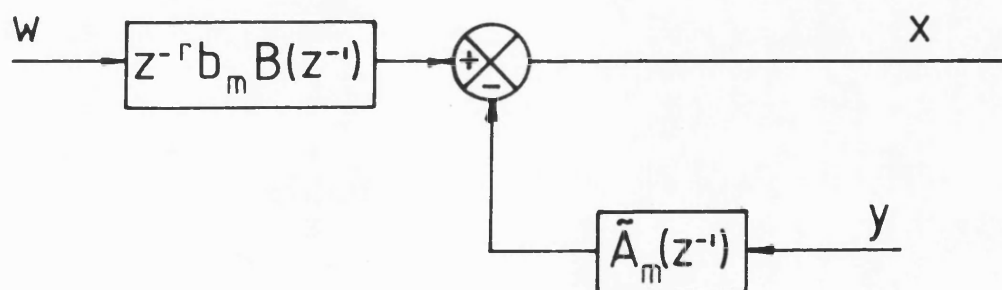 w
z⁻ʳ b_m B(z⁻¹)
+
−
x
Ã_m(z⁻¹)
y